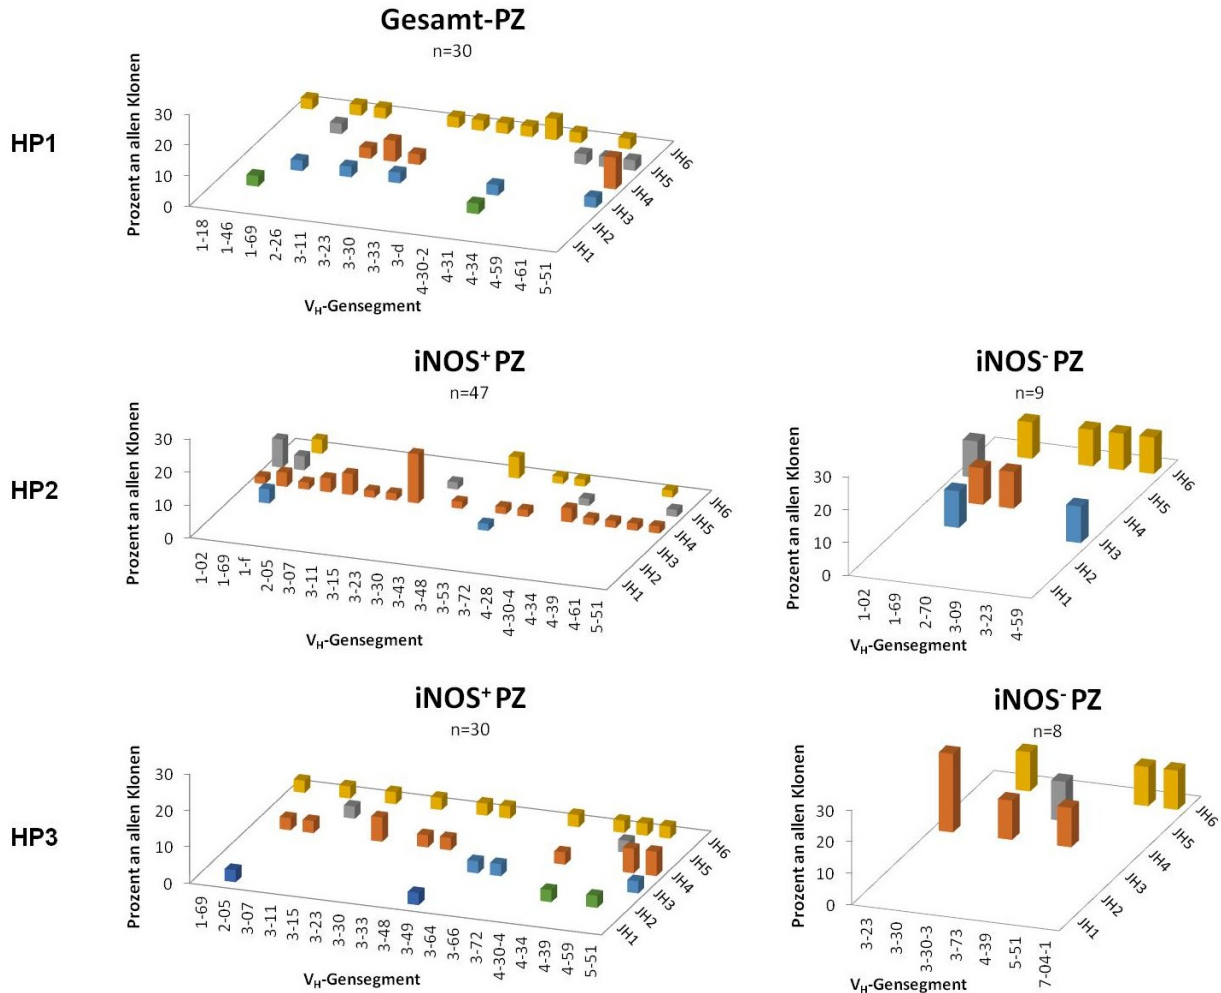 Gesamt-PZ
n=30
HP1
Prozent an allen Klonen
30
20
10
0
1-18
1-46
1-69
2-26
3-11
3-23
3-30
3-33
3-d
4-30-2
4-31
4-34
4-59
4-61
5-51
JH1
JH2
JH3
JH4
JH5
JH6
VH-Gensegment
iNOS+ PZ
n=47
HP2
Prozent an allen Klonen
30
20
10
0
1-02
1-69
1-f
2-05
3-07
3-11
3-15
3-23
3-30
3-43
3-48
3-53
3-72
4-28
4-30-4
4-34
4-39
4-61
5-51
JH1
JH2
JH3
JH4
JH5
JH6
VH-Gensegment
iNOS- PZ
n=9
Prozent an allen Klonen
30
20
10
0
1-02
1-69
2-70
3-09
3-23
4-59
JH1
JH2
JH3
JH4
JH5
JH6
VH-Gensegment
iNOS+ PZ
n=30
HP3
Prozent an allen Klonen
30
20
10
0
1-69
2-05
3-07
3-11
3-15
3-23
3-30
3-33
3-48
3-49
3-64
3-66
3-72
4-30-4
4-34
4-39
4-59
5-51
JH1
JH2
JH3
JH4
JH5
JH6
VH-Gensegment
iNOS- PZ
n=8
Prozent an allen Klonen
30
20
10
0
3-23
3-30
3-30-3
3-73
4-39
5-51
7-04-1
JH1
JH2
JH3
JH4
JH5
JH6
VH-Gensegment